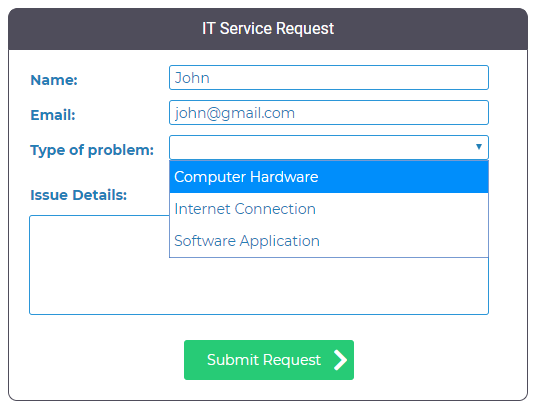 IT Service Request
Name: John
Email: john@gmail.com
Type of problem:
Computer Hardware
Internet Connection
Software Application
Issue Details:
Submit Request